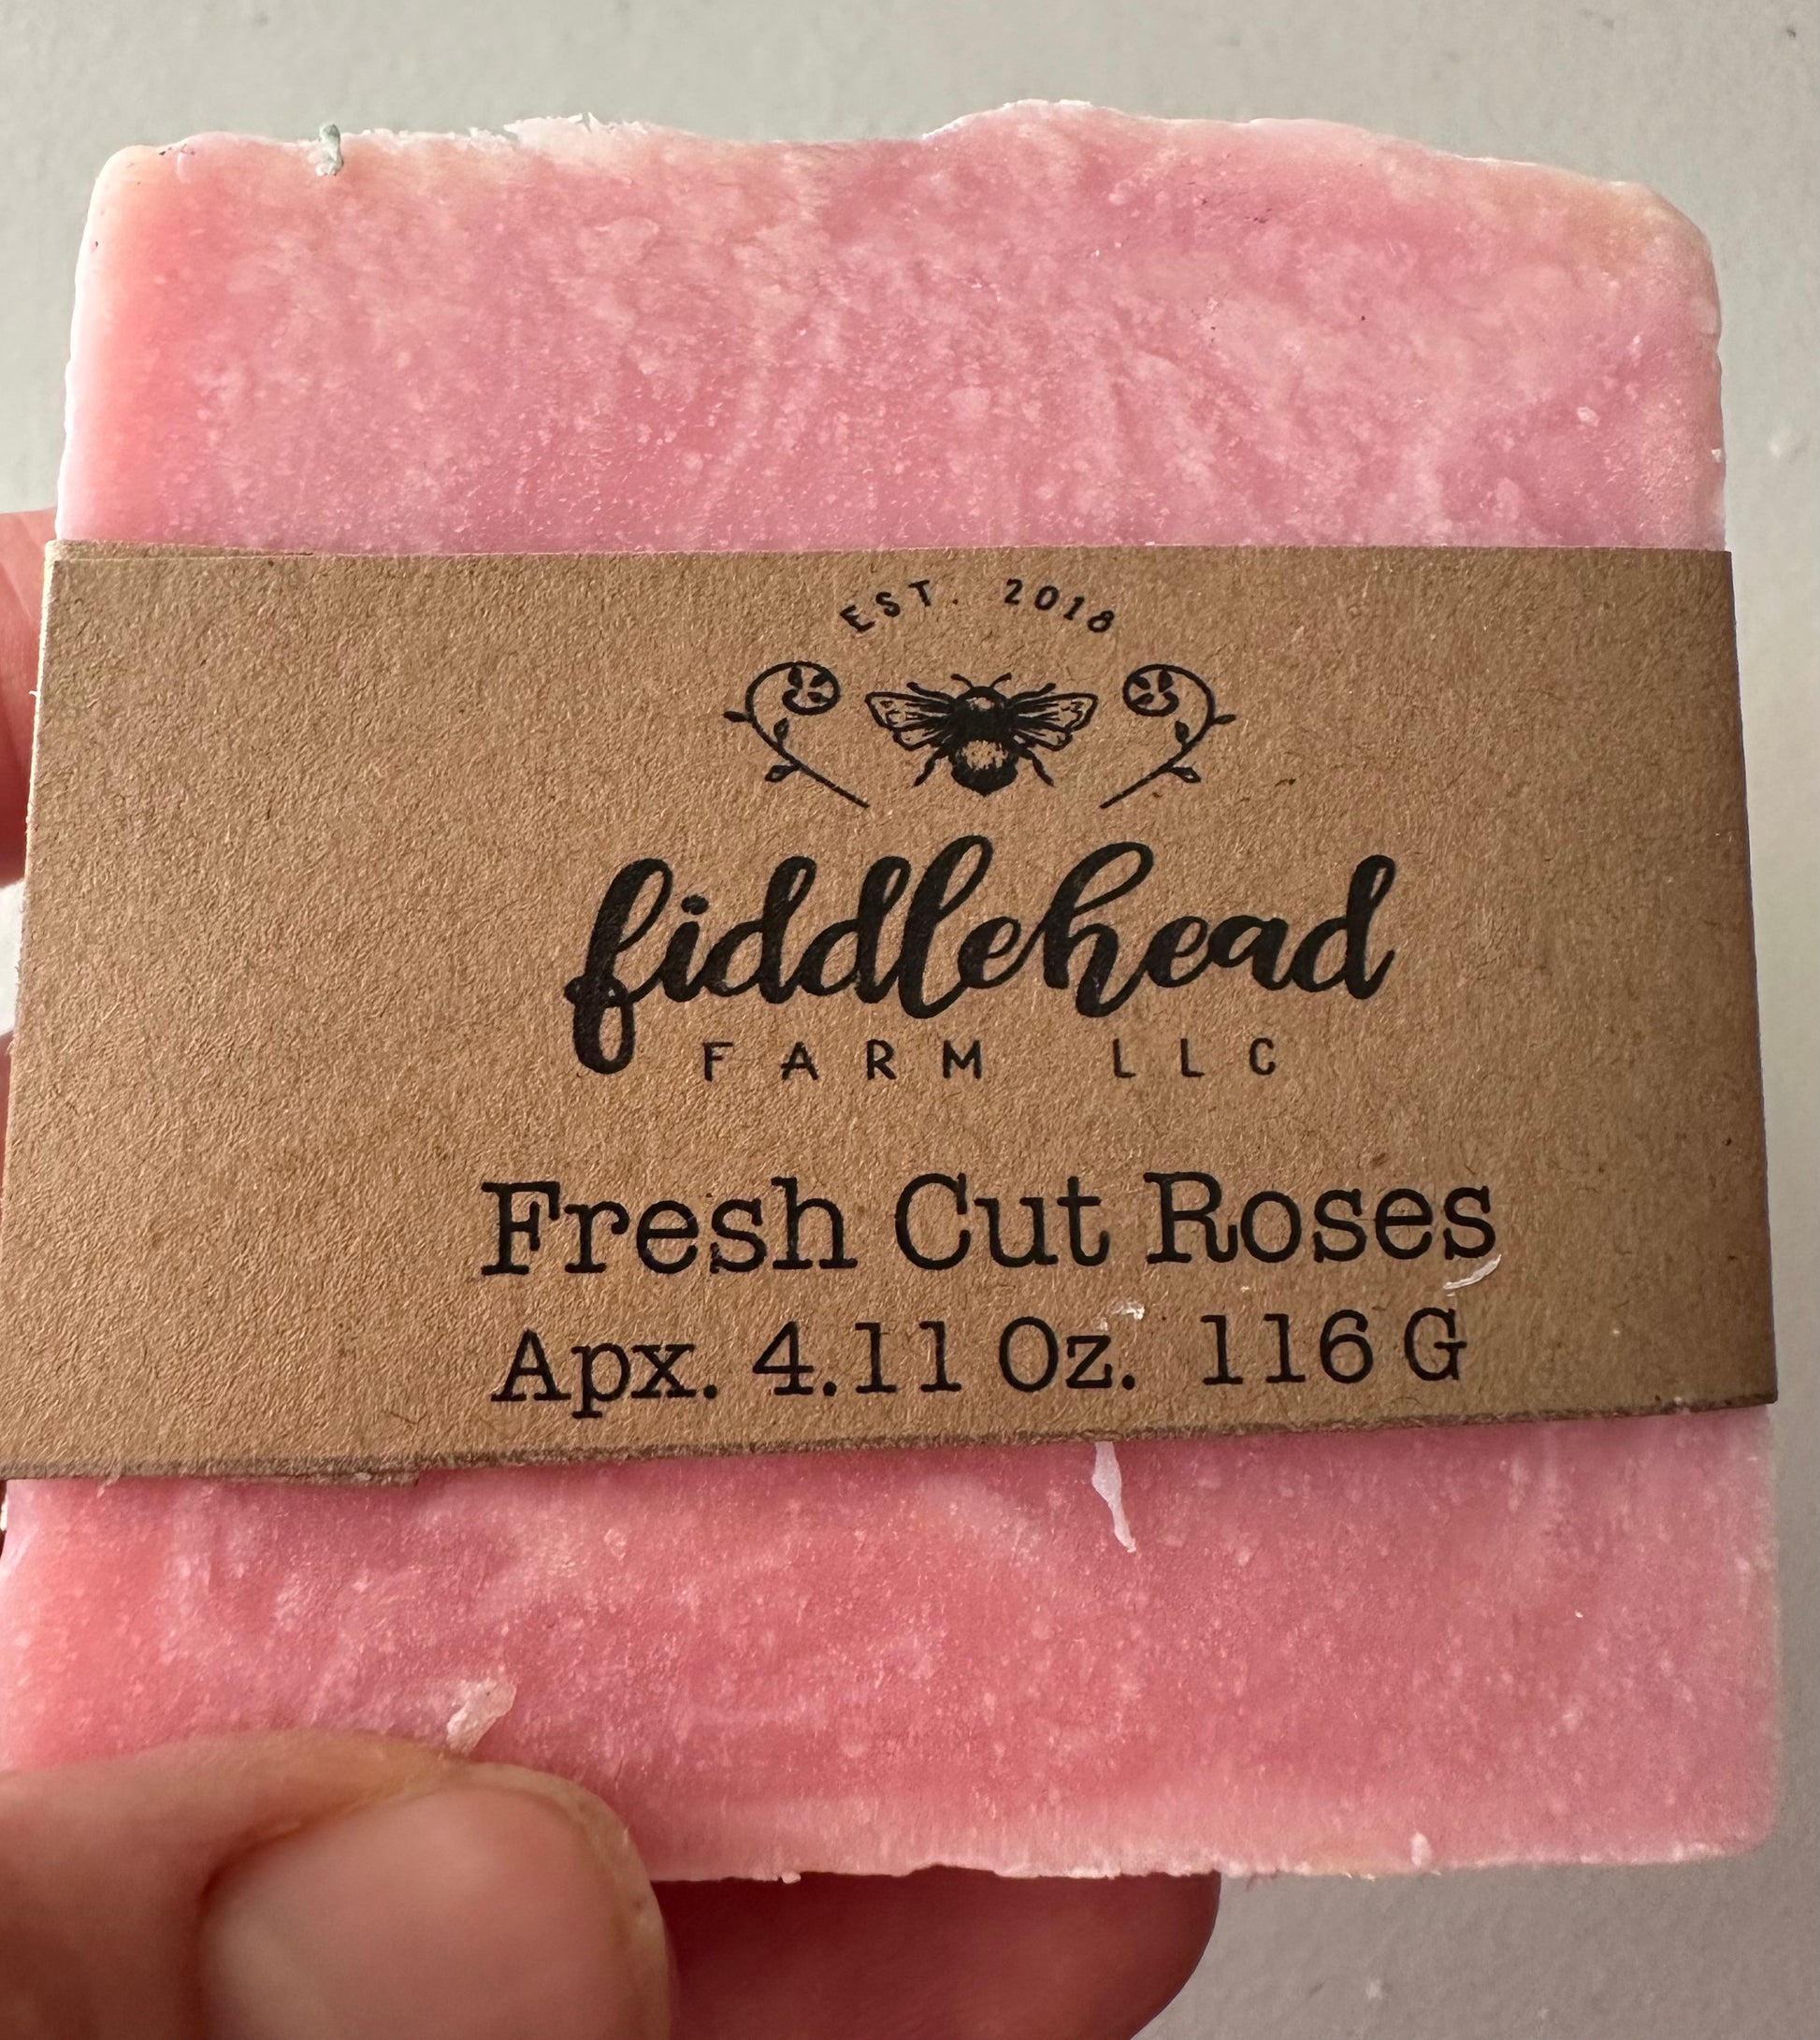 EST. 2018
fiddlehead
FARM LLC
Fresh Cut Roses
Apx. 4.11 Oz. 116 G